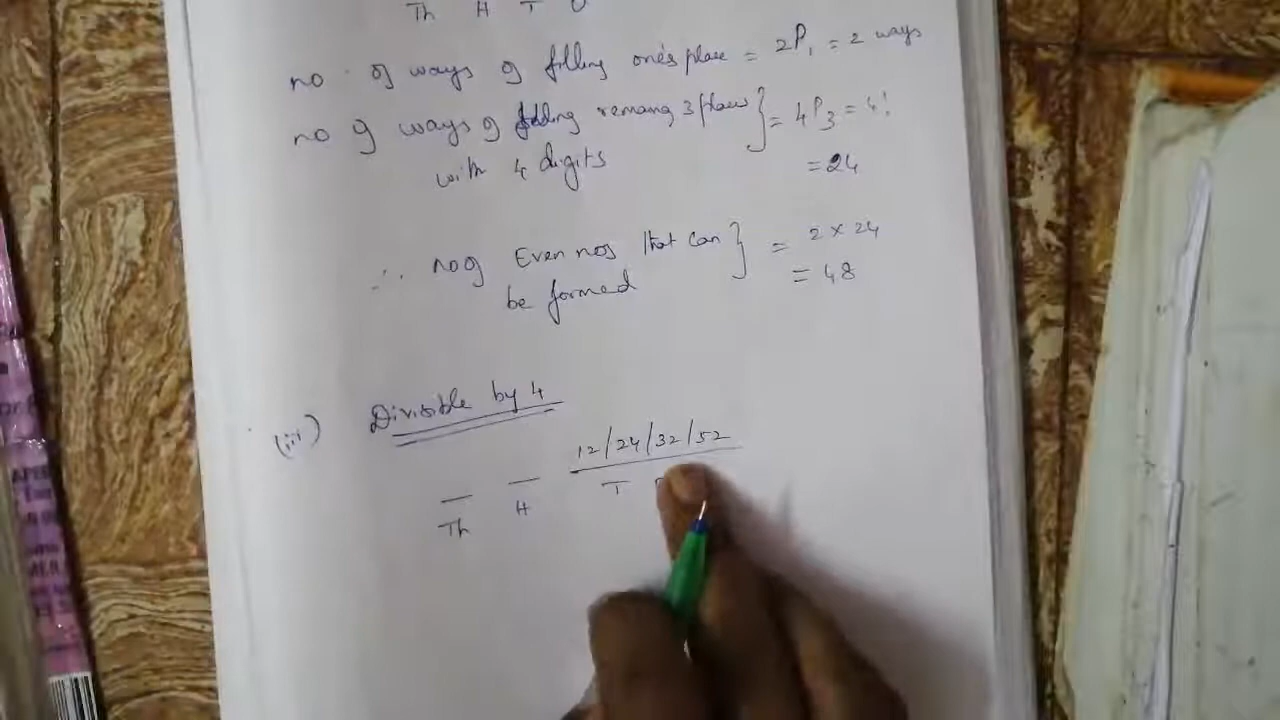 Th H T O
no of ways of filling one's place = 2P1 = 2 ways
no of ways of filling remang 3 places } = 4P3 = 4!
with 4 digits = 24
∴ no of Even nos that can } = 2 × 24
be formed = 48
(iii) Divisible by 4
12/24/32/52
Th H T